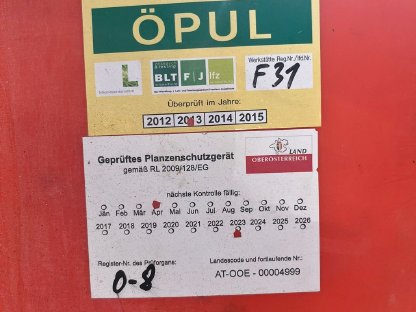 ÖPUL
Werkstätte Reg.Nr./lfd.Nr.
L
BLT F J lfz
F31
Überprüft im Jahre:
2012 2013 2014 2015
Geprüftes Planzenschutzgerät
gemäß RL 2009/128/EG
LAND
OBERÖSTERREICH
nächste Kontrolle fällig:
Jän Feb Mär Apr Mai Jun Jul Aug Sep Okt Nov Dez
2017 2018 2019 2020 2021 2022 2023 2024 2025 2026
Register-Nr. des Prüforgans:
Landescode und fortlaufende Nr.:
O-8
AT-OOE - 00004999